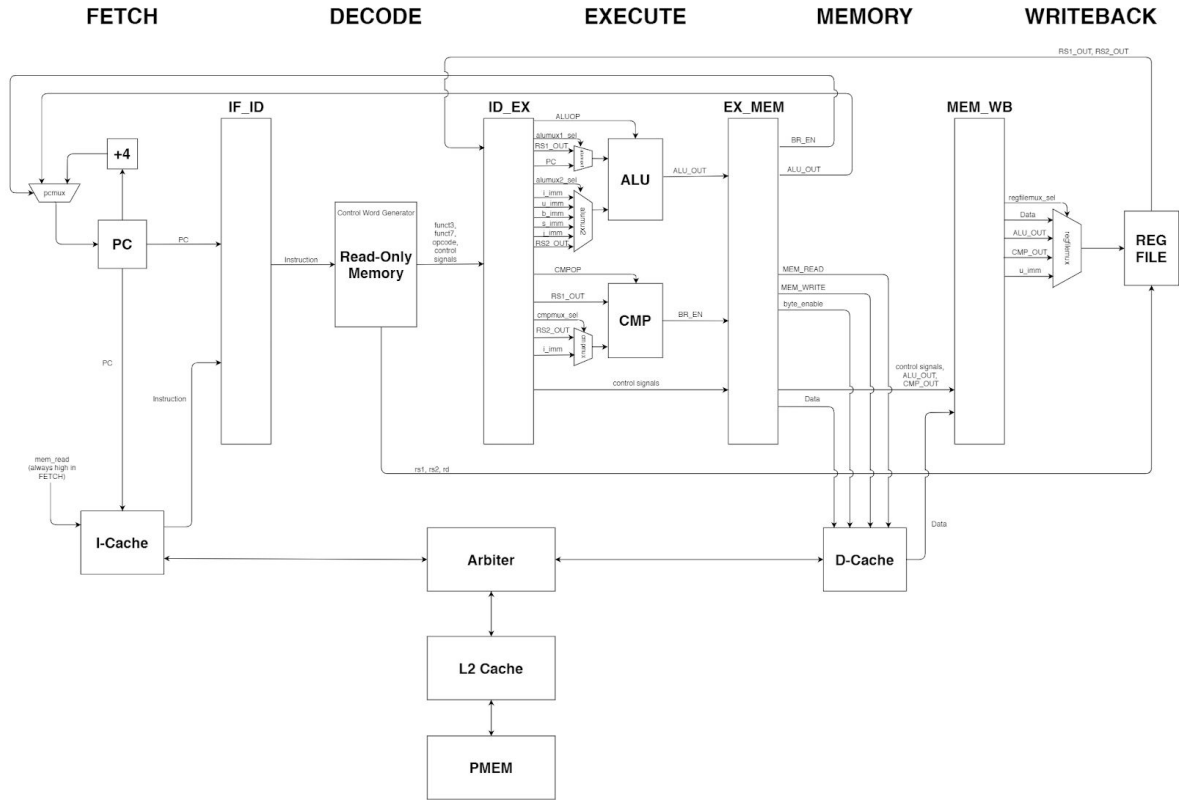 FETCH
DECODE
EXECUTE
MEMORY
WRITEBACK
RS1_OUT, RS2_OUT
IF_ID
ID_EX
EX_MEM
MEM_WB
+4
pcmux
PC
PC
PC
Instruction
mem_read
(always high in
FETCH)
I-Cache
Instruction
Control Word Generator
Read-Only
Memory
funct3,
funct7,
opcode,
control
signals
rs1, rs2, rd
ALUOP
alumux1_sel
RS1_OUT
PC
alumux2_sel
i_imm
u_imm
b_imm
s_imm
j_imm
RS2_OUT
alumux1
alumux2
ALU
ALU_OUT
CMPOP
RS1_OUT
cmpmux_sel
RS2_OUT
i_imm
cmpmux
CMP
BR_EN
control signals
BR_EN
ALU_OUT
MEM_READ
MEM_WRITE
byte_enable
control signals,
ALU_OUT,
CMP_OUT
Data
D-Cache
Data
regfilemux_sel
Data
ALU_OUT
CMP_OUT
u_imm
regfilemux
REG
FILE
Arbiter
L2 Cache
PMEM